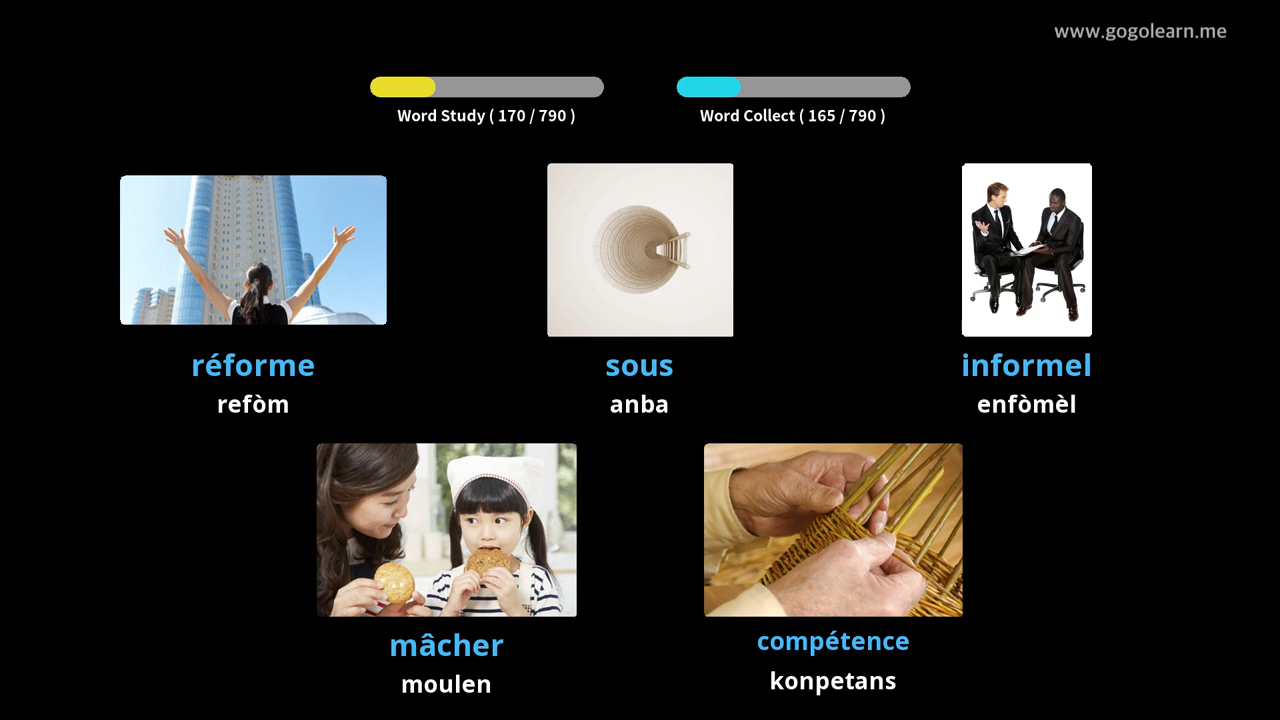 www.gogolearn.me
Word Study ( 170 / 790 )
Word Collect ( 165 / 790 )
réforme
refòm
sous
anba
informel
enfòmèl
mâcher
moulen
compétence
konpetans